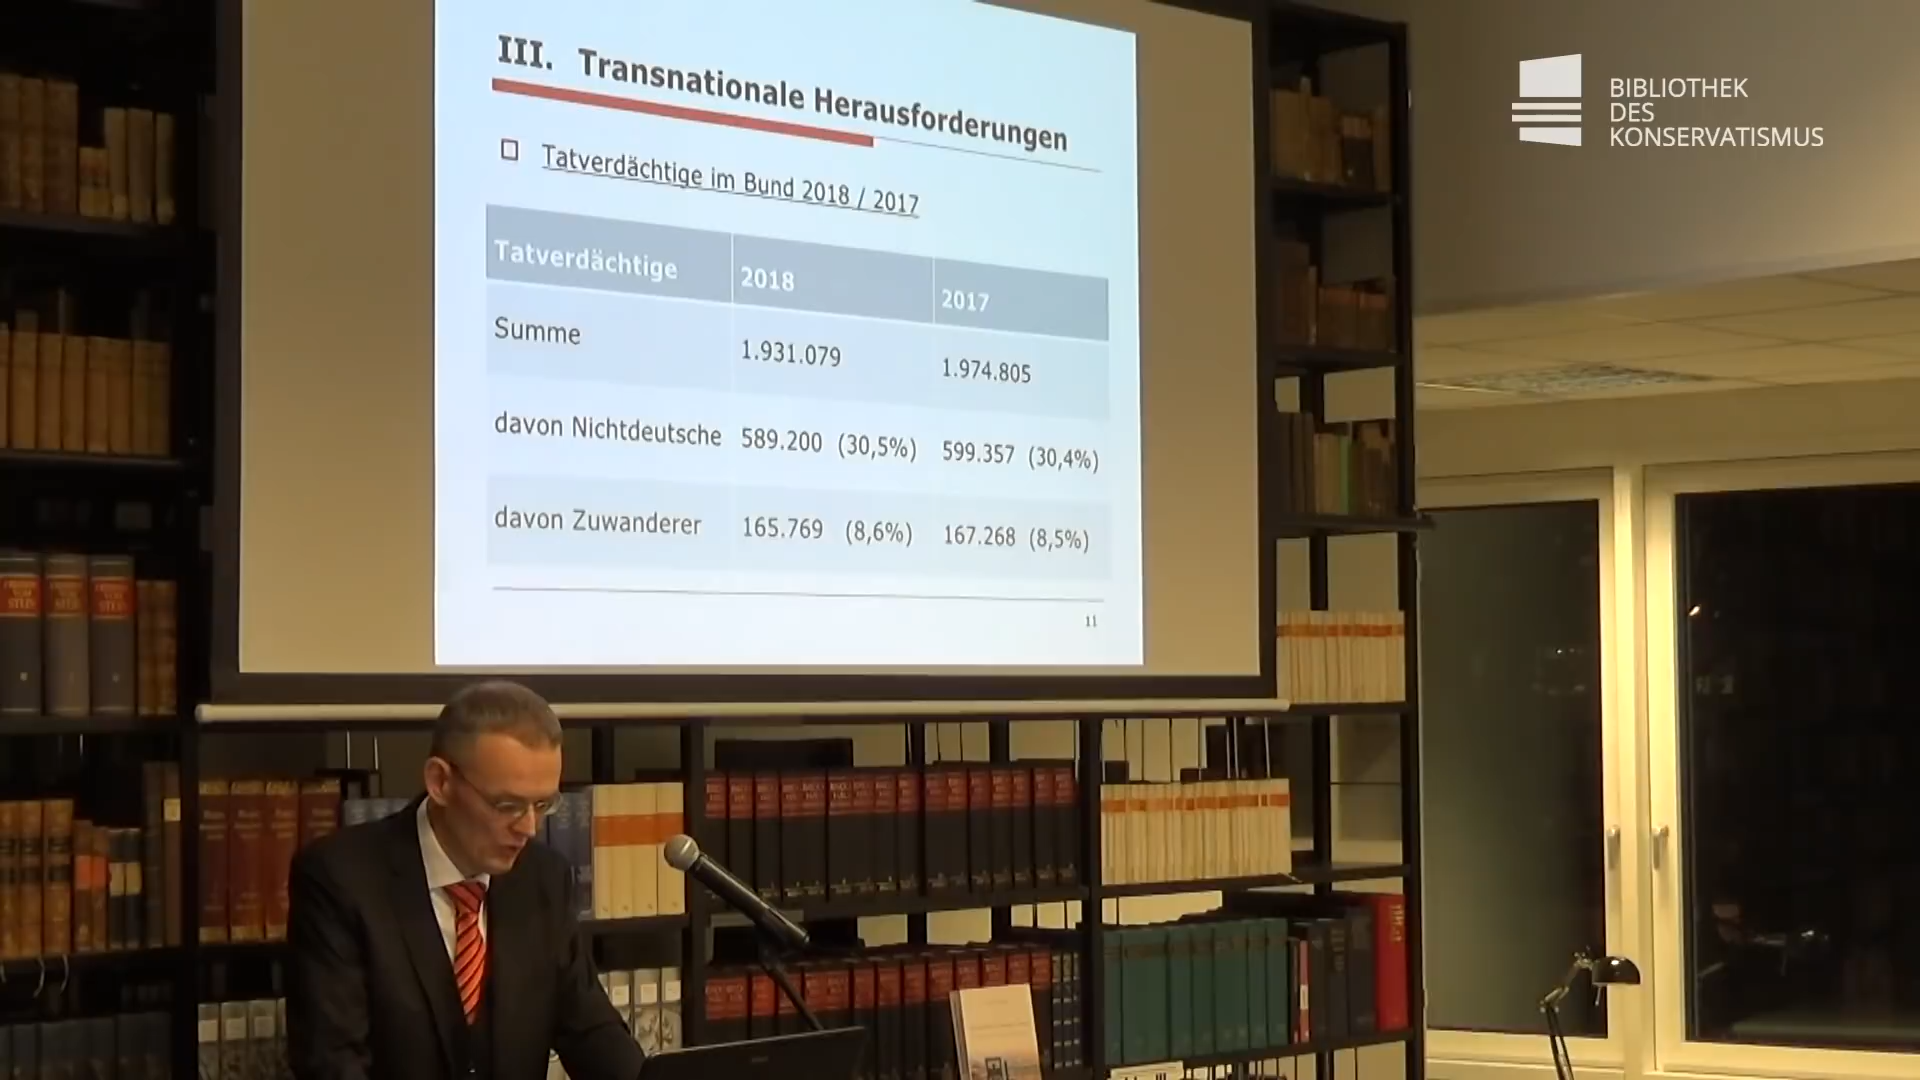 III. Transnationale Herausforderungen
Tatverdächtige im Bund 2018 / 2017
Tatverdächtige 2018 2017
Summe 1.931.079 1.974.805
davon Nichtdeutsche 589.200 (30,5%) 599.357 (30,4%)
davon Zuwanderer 165.769 (8,6%) 167.268 (8,5%)
11
BIBLIOTHEK
DES
KONSERVATISMUS